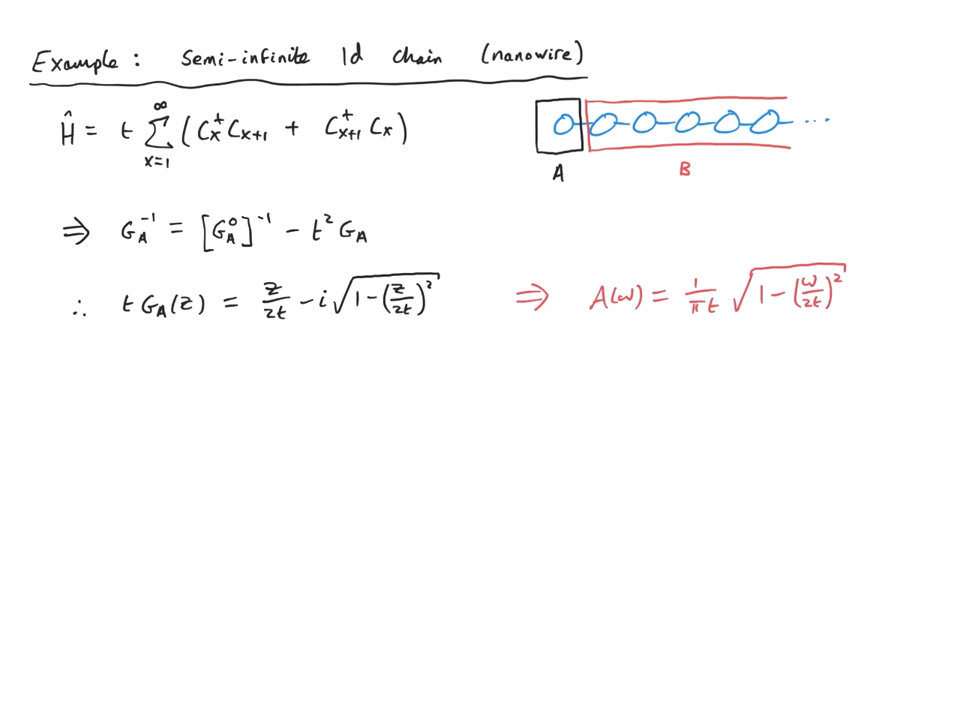 Example : Semi-infinite 1d chain (nanowire)
Ĥ = t ∑_{x=1}^{∞} ( C_x^+ C_{x+1} + C_{x+1}^+ C_x )
...
A
B
⇒ G_A^{-1} = [G_A^0]^{-1} - t^2 G_A
∴ t G_A(z) = z/2t - i √(1-(z/2t)^2) ⇒ A(ω) = 1/πt √(1-(ω/2t)^2)